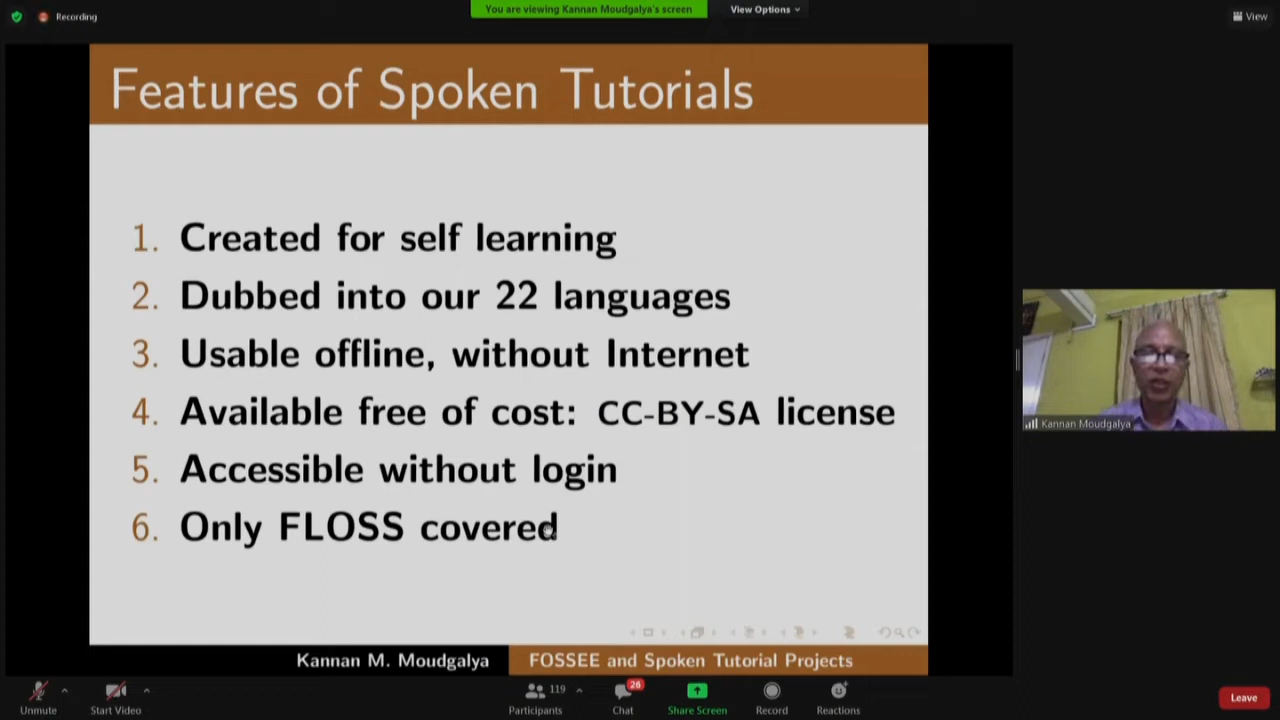 Recording
You are viewing Kannan Moudgalya's screen
View Options
View
Features of Spoken Tutorials
1. Created for self learning
2. Dubbed into our 22 languages
3. Usable offline, without Internet
4. Available free of cost: CC-BY-SA license
5. Accessible without login
6. Only FLOSS covered
Kannan Moudgalya
Kannan M. Moudgalya
FOSSEE and Spoken Tutorial Projects
Unmute
Start Video
119
Participants
26
Chat
Share Screen
Record
Reactions
Leave